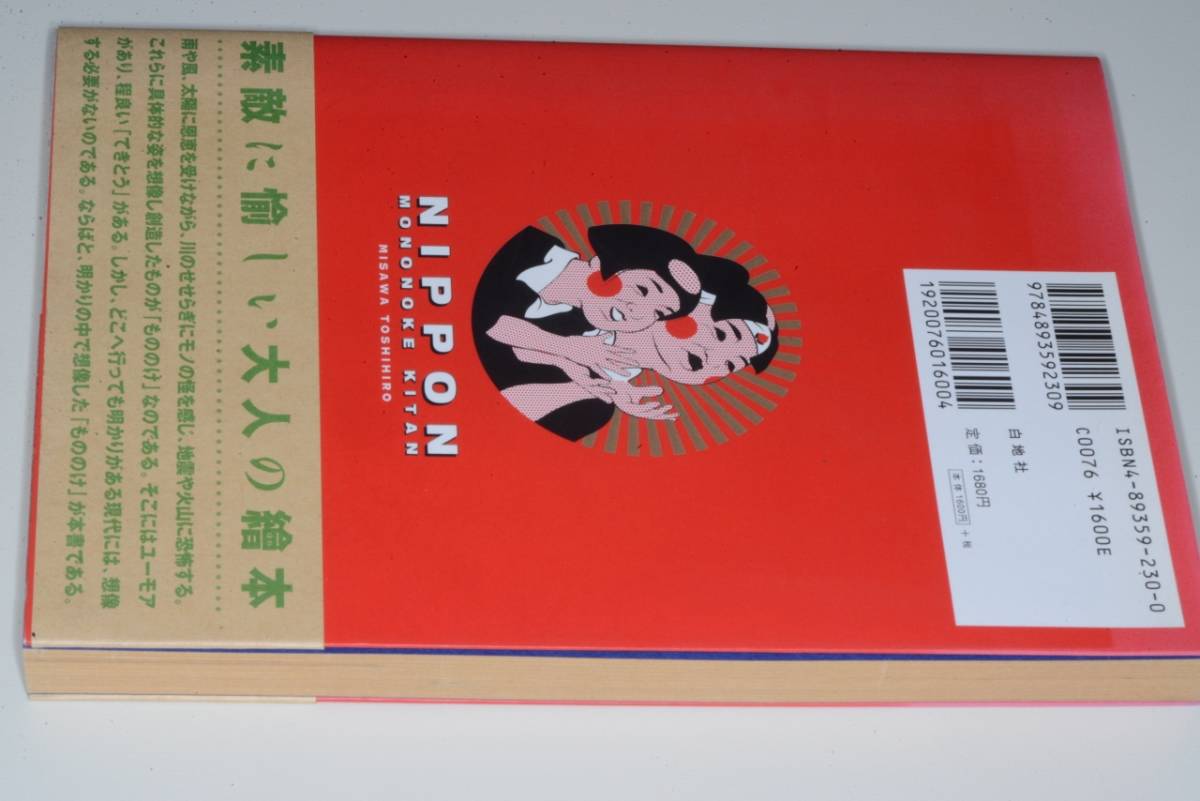 9784893592309
1920076016004
ISBN4-89359-230-0
C0076 ¥1600E
白地社
定価:1680円
本体1600円 +税
NIPPON
MONONOKE KITAN
MISAWA TOSHIHIRO
素敵に愉しい大人の繪本
雨や風、太陽に恩恵を受けながら、川のせせらぎにモノの怪を感じ、地震や火山に恐怖する。
これらに具体的な姿を想像し創造したものが「もののけ」なのである。そこにはユーモア
があり、程良い「てきとう」がある。しかし、どこへ行っても明かりがある現代には、想像
する必要がないのである。ならばと、明かりの中で想像した「もののけ」が本書である。